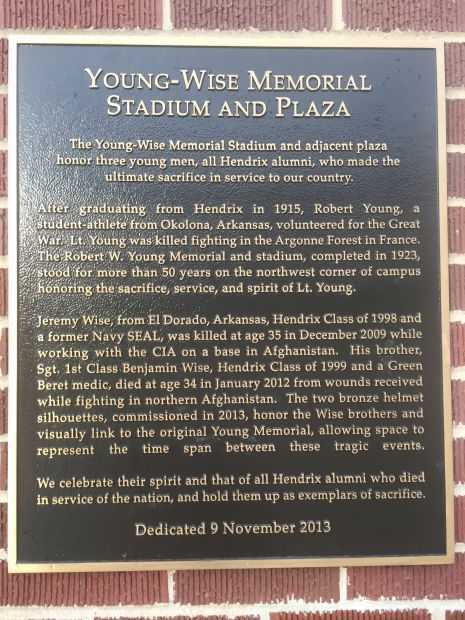 Young-Wise Memorial
Stadium and Plaza
The Young-Wise Memorial Stadium and adjacent plaza
honor three young men, all Hendrix alumni, who made the
ultimate sacrifice in service to our country.
After graduating from Hendrix in 1915, Robert Young, a
student-athlete from Okolona, Arkansas, volunteered for the Great
War. Lt. Young was killed fighting in the Argonne Forest in France.
The Robert W. Young Memorial and stadium, completed in 1923,
stood for more than 50 years on the northwest corner of campus
honoring the sacrifice, service, and spirit of Lt. Young.
Jeremy Wise, from El Dorado, Arkansas, Hendrix Class of 1998 and
a former Navy SEAL, was killed at age 35 in December 2009 while
working with the CIA on a base in Afghanistan. His brother,
Sgt. 1st Class Benjamin Wise, Hendrix Class of 1999 and a Green
Beret medic, died at age 34 in January 2012 from wounds received
while fighting in northern Afghanistan. The two bronze helmet
silhouettes, commissioned in 2013, honor the Wise brothers and
visually link to the original Young Memorial, allowing space to
represent the time span between these tragic events.
We celebrate their spirit and that of all Hendrix alumni who died
in service of the nation, and hold them up as exemplars of sacrifice.
Dedicated 9 November 2013